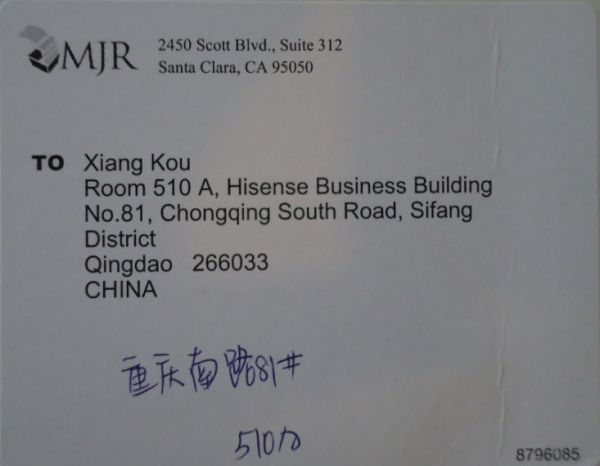 MJR
2450 Scott Blvd., Suite 312
Santa Clara, CA 95050
TO Xiang Kou
Room 510 A, Hisense Business Building
No.81, Chongqing South Road, Sifang
District
Qingdao 266033
CHINA
重庆南路81#
510
8796085